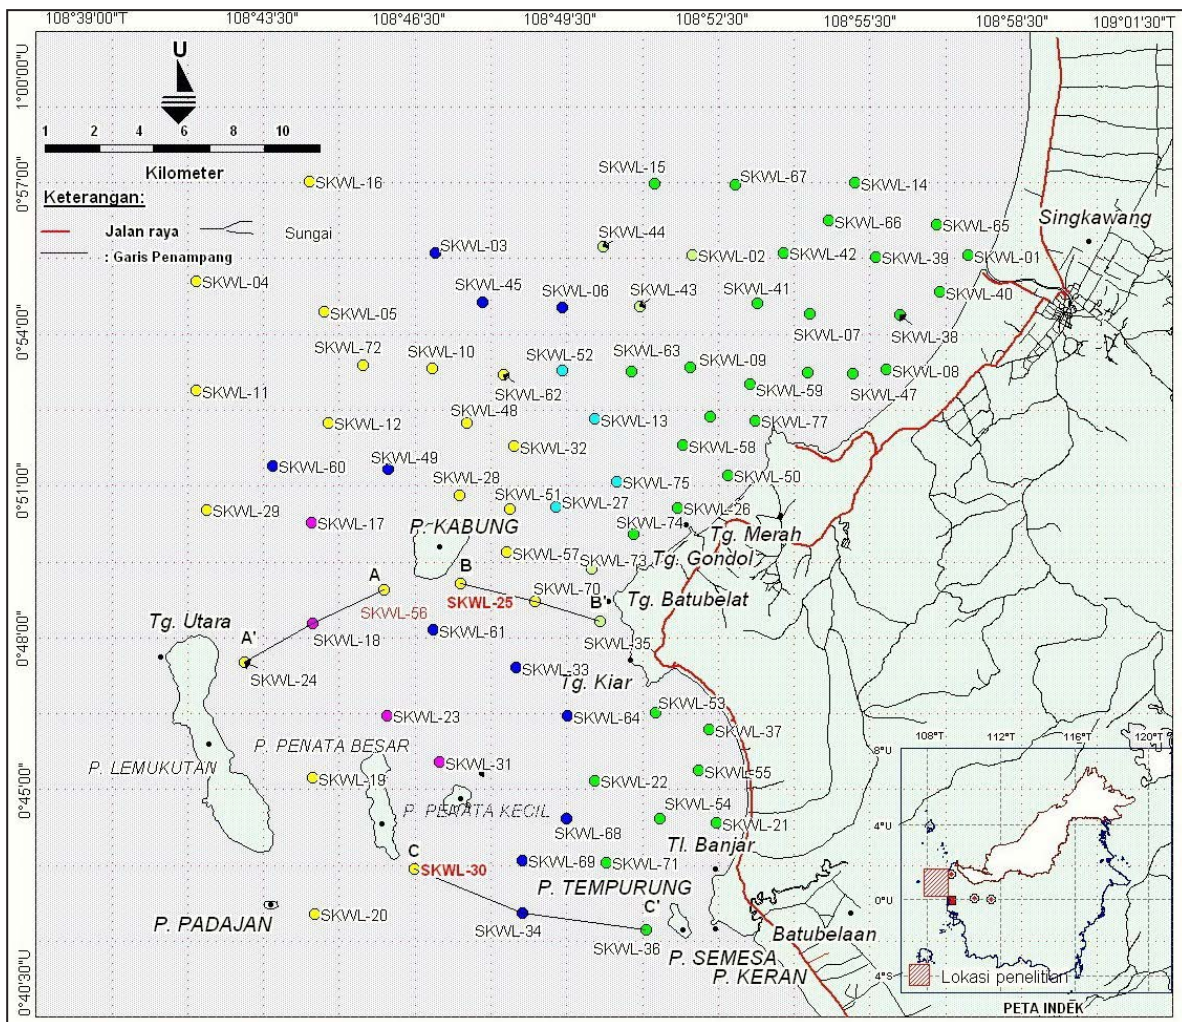 108°39'00"T 108°43'30" 108°46'30" 108°49'30" 108°52'30" 108°55'30" 108°58'30" 109°01'30"T
1°00'00"U
0°57'00"
0°54'00"
0°51'00"
0°48'00"
0°45'00"
0°40'30"U
U
1 2 4 6 8 10
Kilometer
Keterangan:
Jalan raya
Sungai
: Garis Penampang
SKWL-16
SKWL-15
SKWL-67
SKWL-14
SKWL-66
SKWL-65
Singkawang
SKWL-03
SKWL-44
SKWL-02
SKWL-42
SKWL-39
SKWL-01
SKWL-04
SKWL-45
SKWL-06
SKWL-43
SKWL-41
SKWL-40
SKWL-05
SKWL-07
SKWL-38
SKWL-72
SKWL-10
SKWL-52
SKWL-63
SKWL-09
SKWL-08
SKWL-11
SKWL-62
SKWL-59
SKWL-47
SKWL-12
SKWL-48
SKWL-13
SKWL-77
SKWL-32
SKWL-58
SKWL-60
SKWL-49
SKWL-28
SKWL-75
SKWL-50
SKWL-29
SKWL-51
SKWL-27
SKWL-26
SKWL-17
P. KABUNG
SKWL-74
Tg. Merah
SKWL-57
SKWL-73
Tg. Gondol
A
B
SKWL-70
SKWL-56
SKWL-25
B'
Tg. Batubelat
Tg. Utara
A'
SKWL-18
SKWL-61
SKWL-35
SKWL-24
SKWL-33
Tg. Kiar
SKWL-23
SKWL-64
SKWL-53
SKWL-37
P. PENATA BESAR
P. LEMUKUTAN
SKWL-19
SKWL-31
SKWL-22
SKWL-55
P. PENATA KECIL
SKWL-54
SKWL-68
SKWL-21
Tl. Banjar
C
SKWL-30
SKWL-69
SKWL-71
P. TEMPURUNG
P. PADAJAN
SKWL-20
SKWL-34
C'
SKWL-36
Batubelaan
P. SEMESA
P. KERAN
108°T 112°T 116°T 120°T
8°U
4°U 4°U
0°U 0°U
4°S 4°S
Lokasi penelitian
PETA INDEK